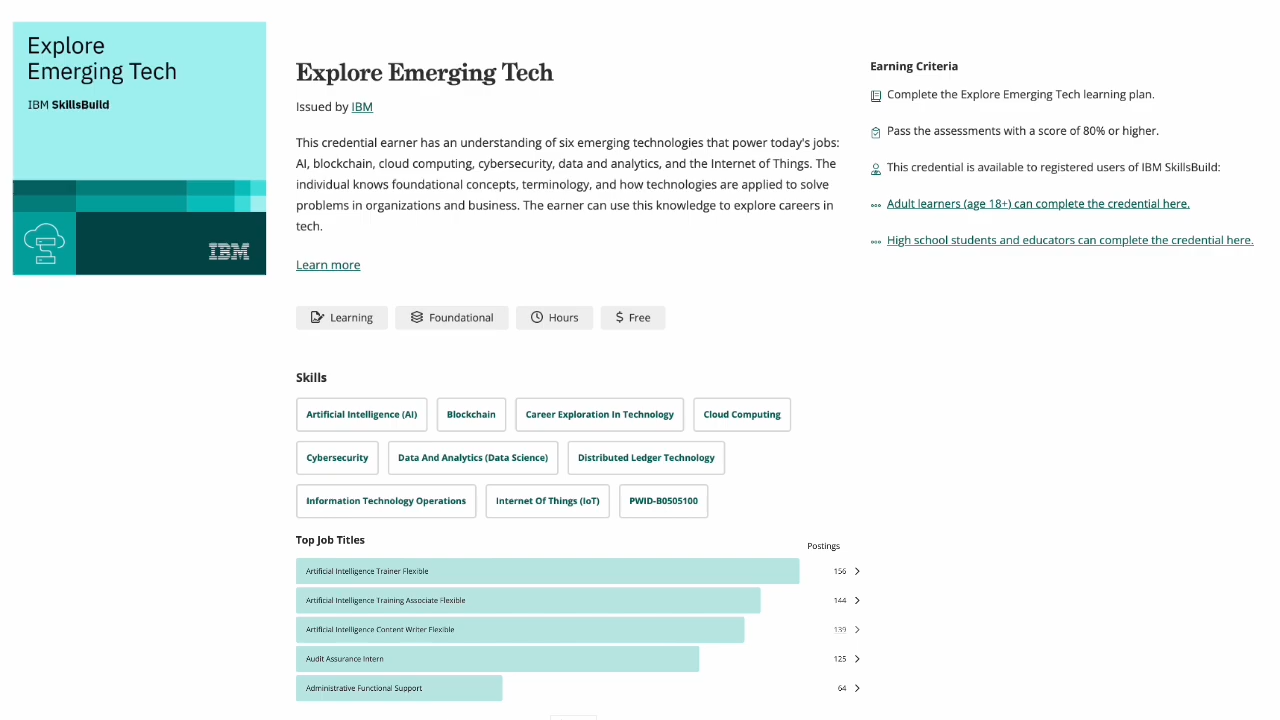 Explore
Emerging Tech
IBM SkillsBuild
IBM
Explore Emerging Tech
Issued by IBM
This credential earner has an understanding of six emerging technologies that power today's jobs:
AI, blockchain, cloud computing, cybersecurity, data and analytics, and the Internet of Things. The
individual knows foundational concepts, terminology, and how technologies are applied to solve
problems in organizations and business. The earner can use this knowledge to explore careers in
tech.
Learn more
Learning Foundational Hours $ Free
Skills
Artificial Intelligence (AI) Blockchain Career Exploration In Technology Cloud Computing
Cybersecurity Data And Analytics (Data Science) Distributed Ledger Technology
Information Technology Operations Internet Of Things (IoT) PWID-B0505100
Top Job Titles
Postings
Artificial Intelligence Trainer Flexible 156
Artificial Intelligence Training Associate Flexible 144
Artificial Intelligence Content Writer Flexible 139
Audit Assurance Intern 125
Administrative Functional Support 64
Earning Criteria
Complete the Explore Emerging Tech learning plan.
Pass the assessments with a score of 80% or higher.
This credential is available to registered users of IBM SkillsBuild:
Adult learners (age 18+) can complete the credential here.
High school students and educators can complete the credential here.